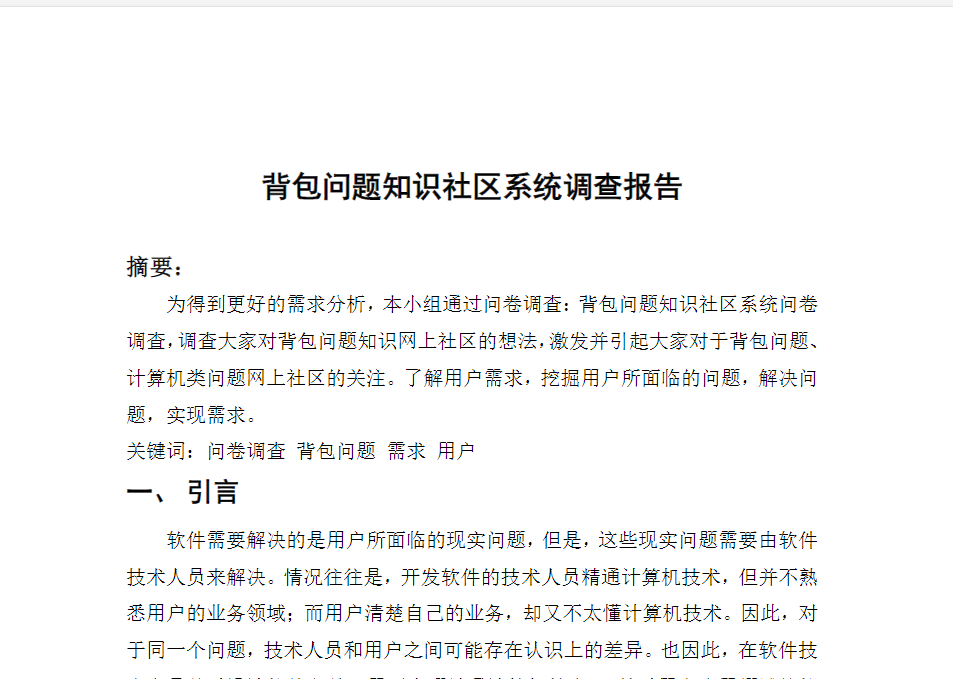 背包问题知识社区系统调查报告
摘要：
为得到更好的需求分析，本小组通过问卷调查：背包问题知识社区系统问卷
调查，调查大家对背包问题知识网上社区的想法，激发并引起大家对于背包问题、
计算机类问题网上社区的关注。了解用户需求，挖掘用户所面临的问题，解决问
题，实现需求。
关键词：问卷调查 背包问题 需求 用户
一、 引言
软件需要解决的是用户所面临的现实问题，但是，这些现实问题需要由软件
技术人员来解决。情况往往是，开发软件的技术人员精通计算机技术，但并不熟
悉用户的业务领域；而用户清楚自己的业务，却又不太懂计算机技术。因此，对
于同一个问题，技术人员和用户之间可能存在认识上的差异。也因此，在软件技